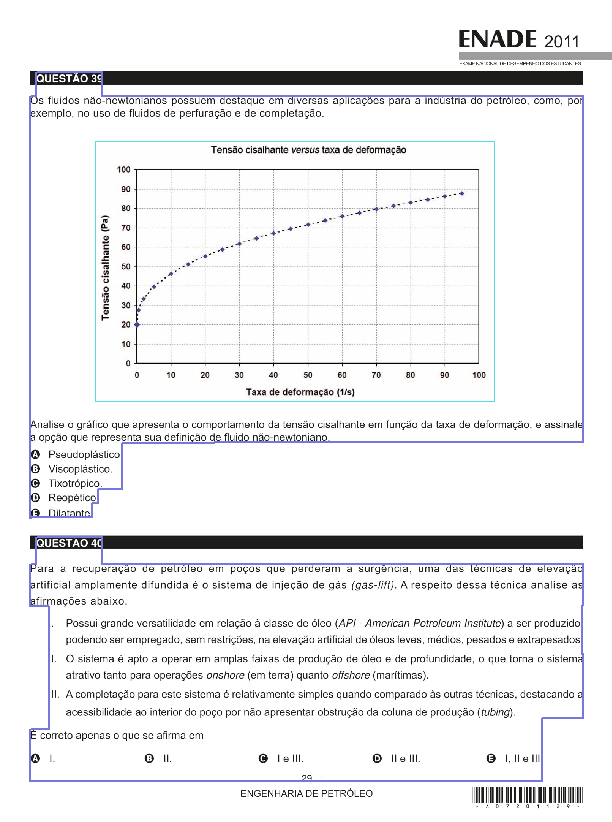 ENADE 2011
EXAME NACIONAL DE DESEMPENHO DOS ESTUDANTES
QUESTÃO 39
Os fluidos não-newtonianos possuem destaque em diversas aplicações para a indústria do petróleo, como, por
exemplo, no uso de fluidos de perfuração e de completação.
Tensão cisalhante versus taxa de deformação
Tensão cisalhante (Pa)
100
90
80
70
60
50
40
30
20
10
0
0 10 20 30 40 50 60 70 80 90 100
Taxa de deformação (1/s)
Analise o gráfico que apresenta o comportamento da tensão cisalhante em função da taxa de deformação, e assinale
a opção que representa sua definição de fluido não-newtoniano.
A Pseudoplástico
B Viscoplástico.
C Tixotrópico.
D Reopético
E Dilatante
QUESTÃO 40
Para a recuperação de petróleo em poços que perderam a surgência, uma das técnicas de elevação
artificial amplamente difundida é o sistema de injeção de gás (gas-lift). A respeito dessa técnica analise as
afirmações abaixo.
I. Possui grande versatilidade em relação à classe de óleo (API - American Petroleum Institute) a ser produzido,
podendo ser empregado, sem restrições, na elevação artificial de óleos leves, médios, pesados e extrapesados.
II. O sistema é apto a operar em amplas faixas de produção de óleo e de profundidade, o que torna o sistema
atrativo tanto para operações onshore (em terra) quanto offshore (marítimas).
III. A completação para este sistema é relativamente simples quando comparado às outras técnicas, destacando a
acessibilidade ao interior do poço por não apresentar obstrução da coluna de produção (tubing).
É correto apenas o que se afirma em
A I. B II. C I e III. D II e III. E I, II e III
29
ENGENHARIA DE PETRÓLEO